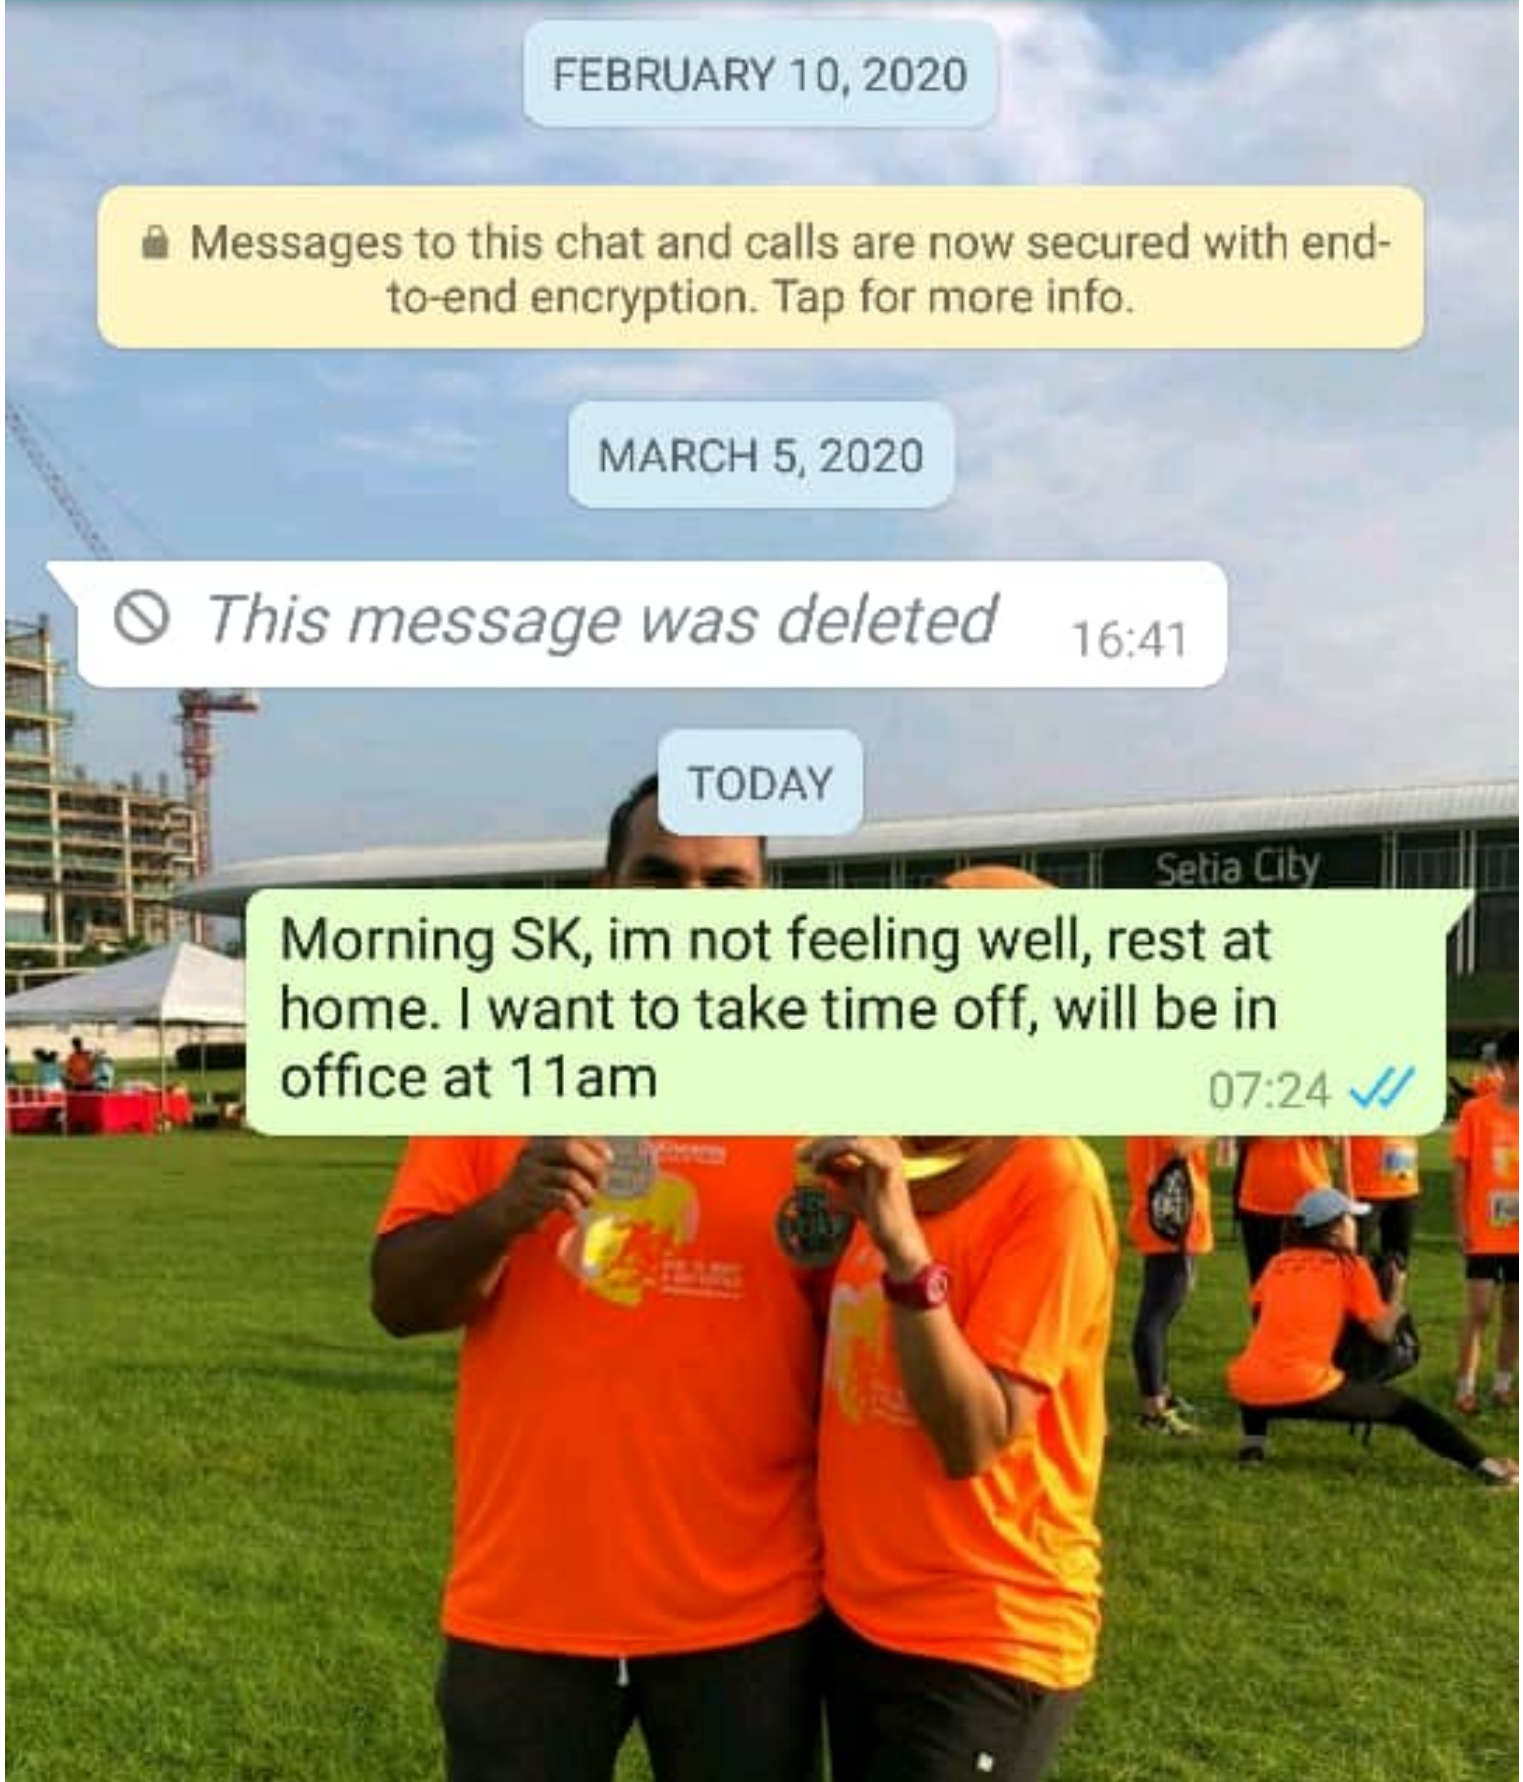 FEBRUARY 10, 2020
Messages to this chat and calls are now secured with end-
to-end encryption. Tap for more info.
MARCH 5, 2020
This message was deleted 16:41
TODAY
Setia City
Morning SK, im not feeling well, rest at
home. I want to take time off, will be in
office at 11am 07:24